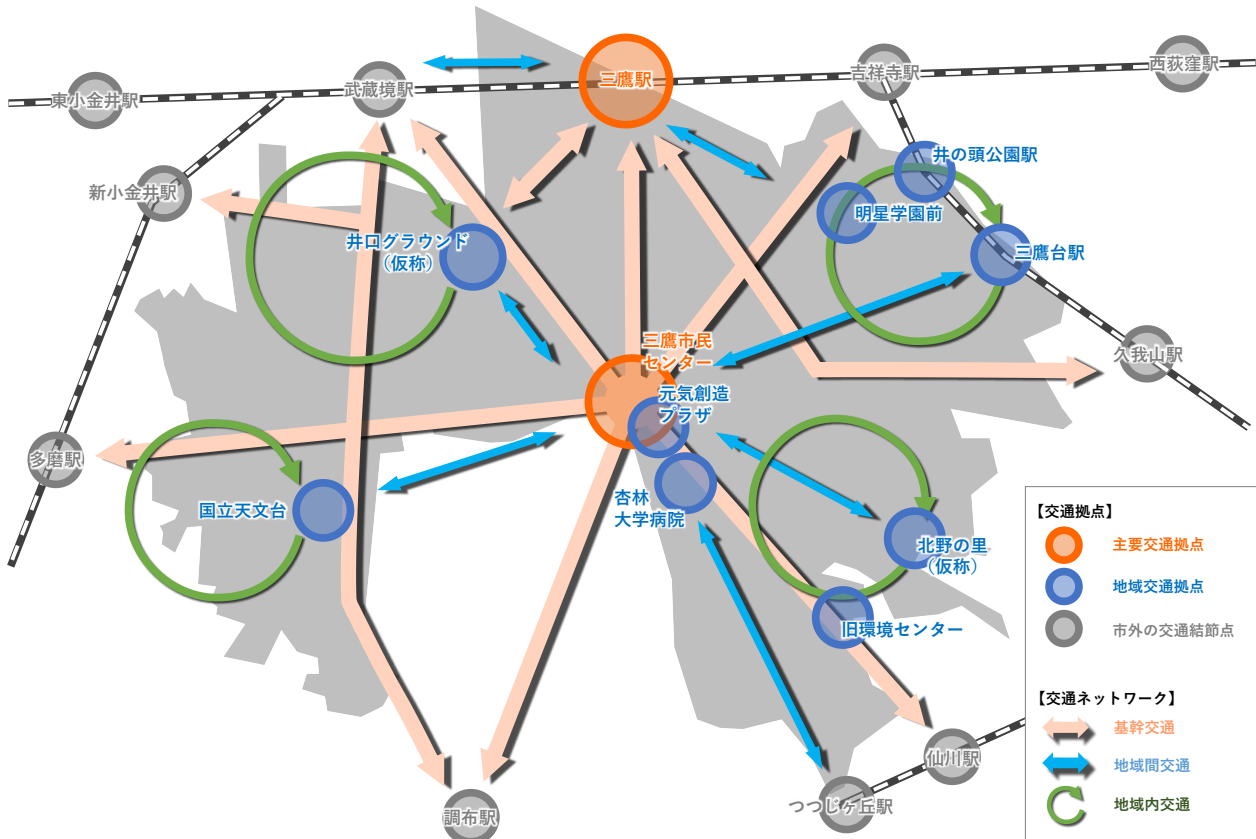 三鷹駅
吉祥寺駅
西荻窪駅
武蔵境駅
東小金井駅
井の頭公園駅
新小金井駅
明星学園前
井口グラウンド
（仮称）
三鷹台駅
三鷹市民
センター
久我山駅
元気創造
プラザ
多磨駅
国立天文台
杏林
大学病院
北野の里
（仮称）
旧環境センター
仙川駅
つつじヶ丘駅
調布駅
【交通拠点】
主要交通拠点
地域交通拠点
市外の交通結節点
【交通ネットワーク】
基幹交通
地域間交通
地域内交通